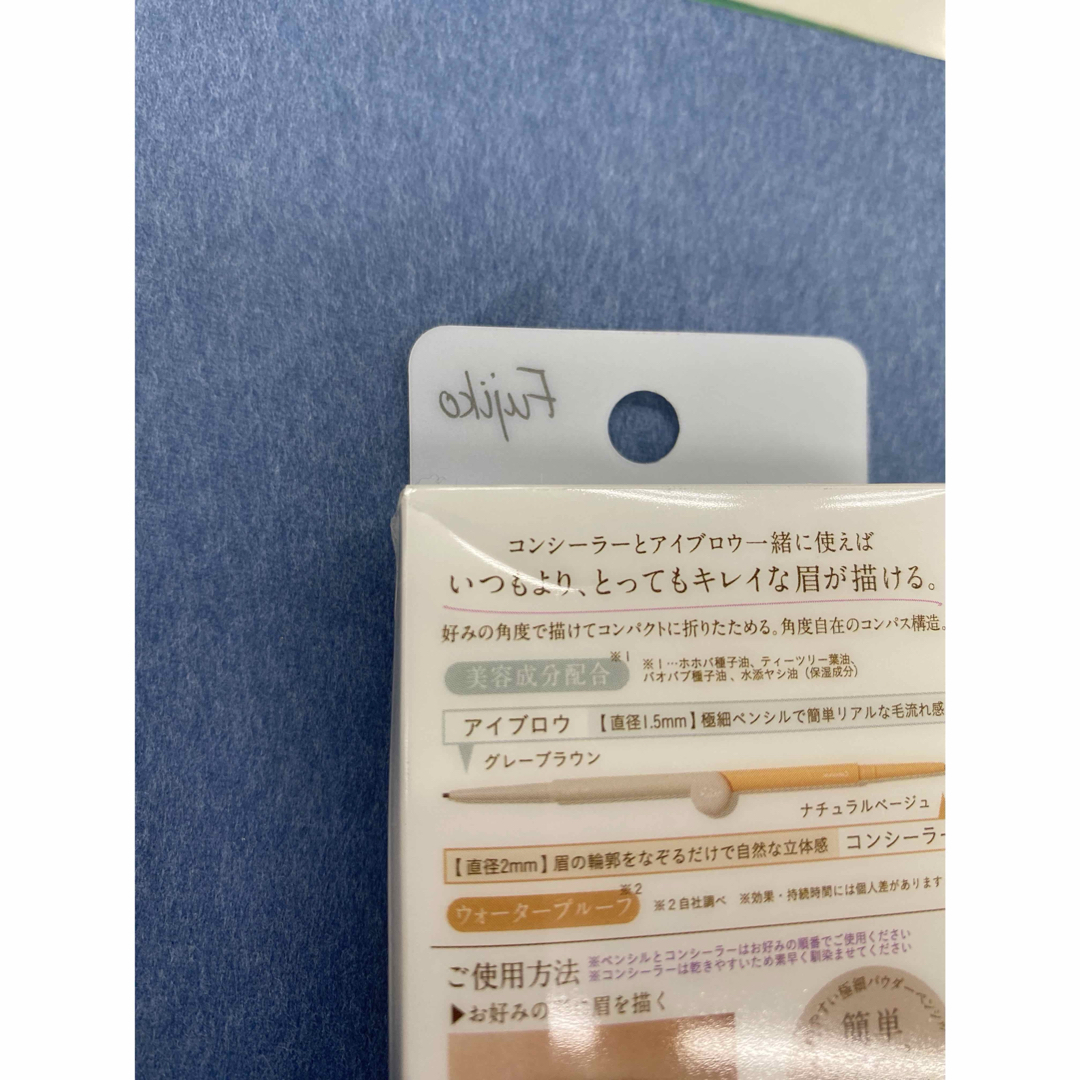 Fujiko
コンシーラーとアイブロウ一緒に使えば
いつもより、とってもキレイな眉が描ける。
好みの角度で描けてコンパクトに折りたためる。角度自在のコンパス構造。
美容成分配合※1
※1…ホホバ種子油、ティーツリー葉油、
バオバブ種子油、水添ヤシ油(保湿成分)
アイブロウ 【直径1.5mm】極細ペンシルで簡単リアルな毛流れ感
グレーブラウン
ナチュラルベージュ
【直径2mm】眉の輪郭をなぞるだけで自然な立体感 コンシーラー
ウォータープルーフ※2
※2自社調べ ※効果・持続時間には個人差があります
ご使用方法
※ペンシルとコンシーラーはお好みの順番でご使用ください
※コンシーラーは乾きやすいため素早く馴染ませてください
▶お好みの 眉を描く
やすい極細パウダーペンシル
簡単